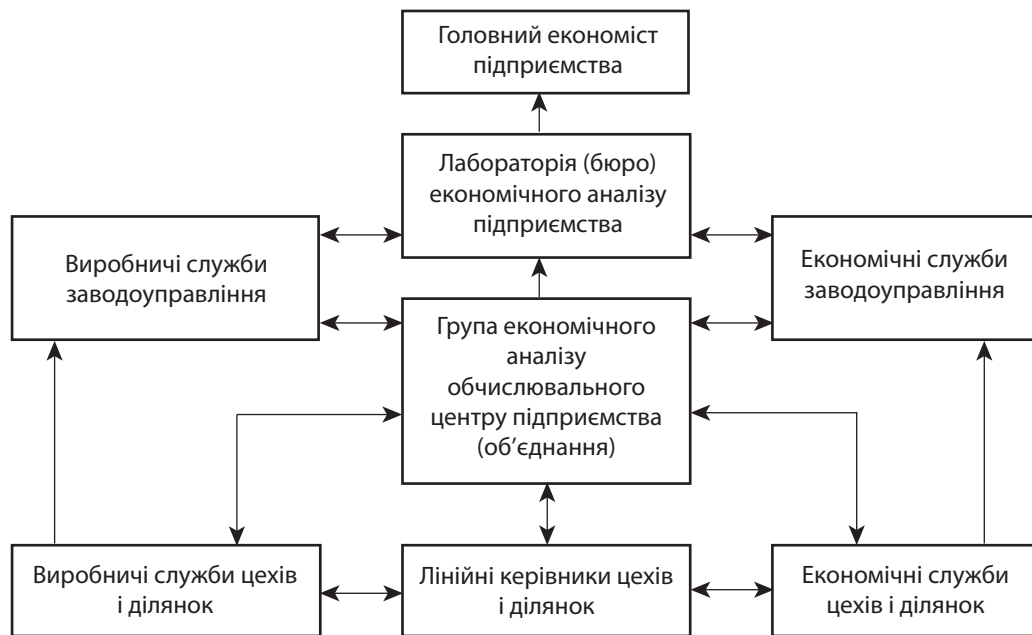 Головний економіст
підприємства
Лабораторія (бюро)
економічного аналізу
підприємства
Виробничі служби
заводоуправління
Економічні служби
заводоуправління
Група економічного
аналізу
обчислювального
центру підприємства
(об’єднання)
Виробничі служби цехів
і ділянок
Лінійні керівники цехів
і ділянок
Економічні служби
цехів і ділянок